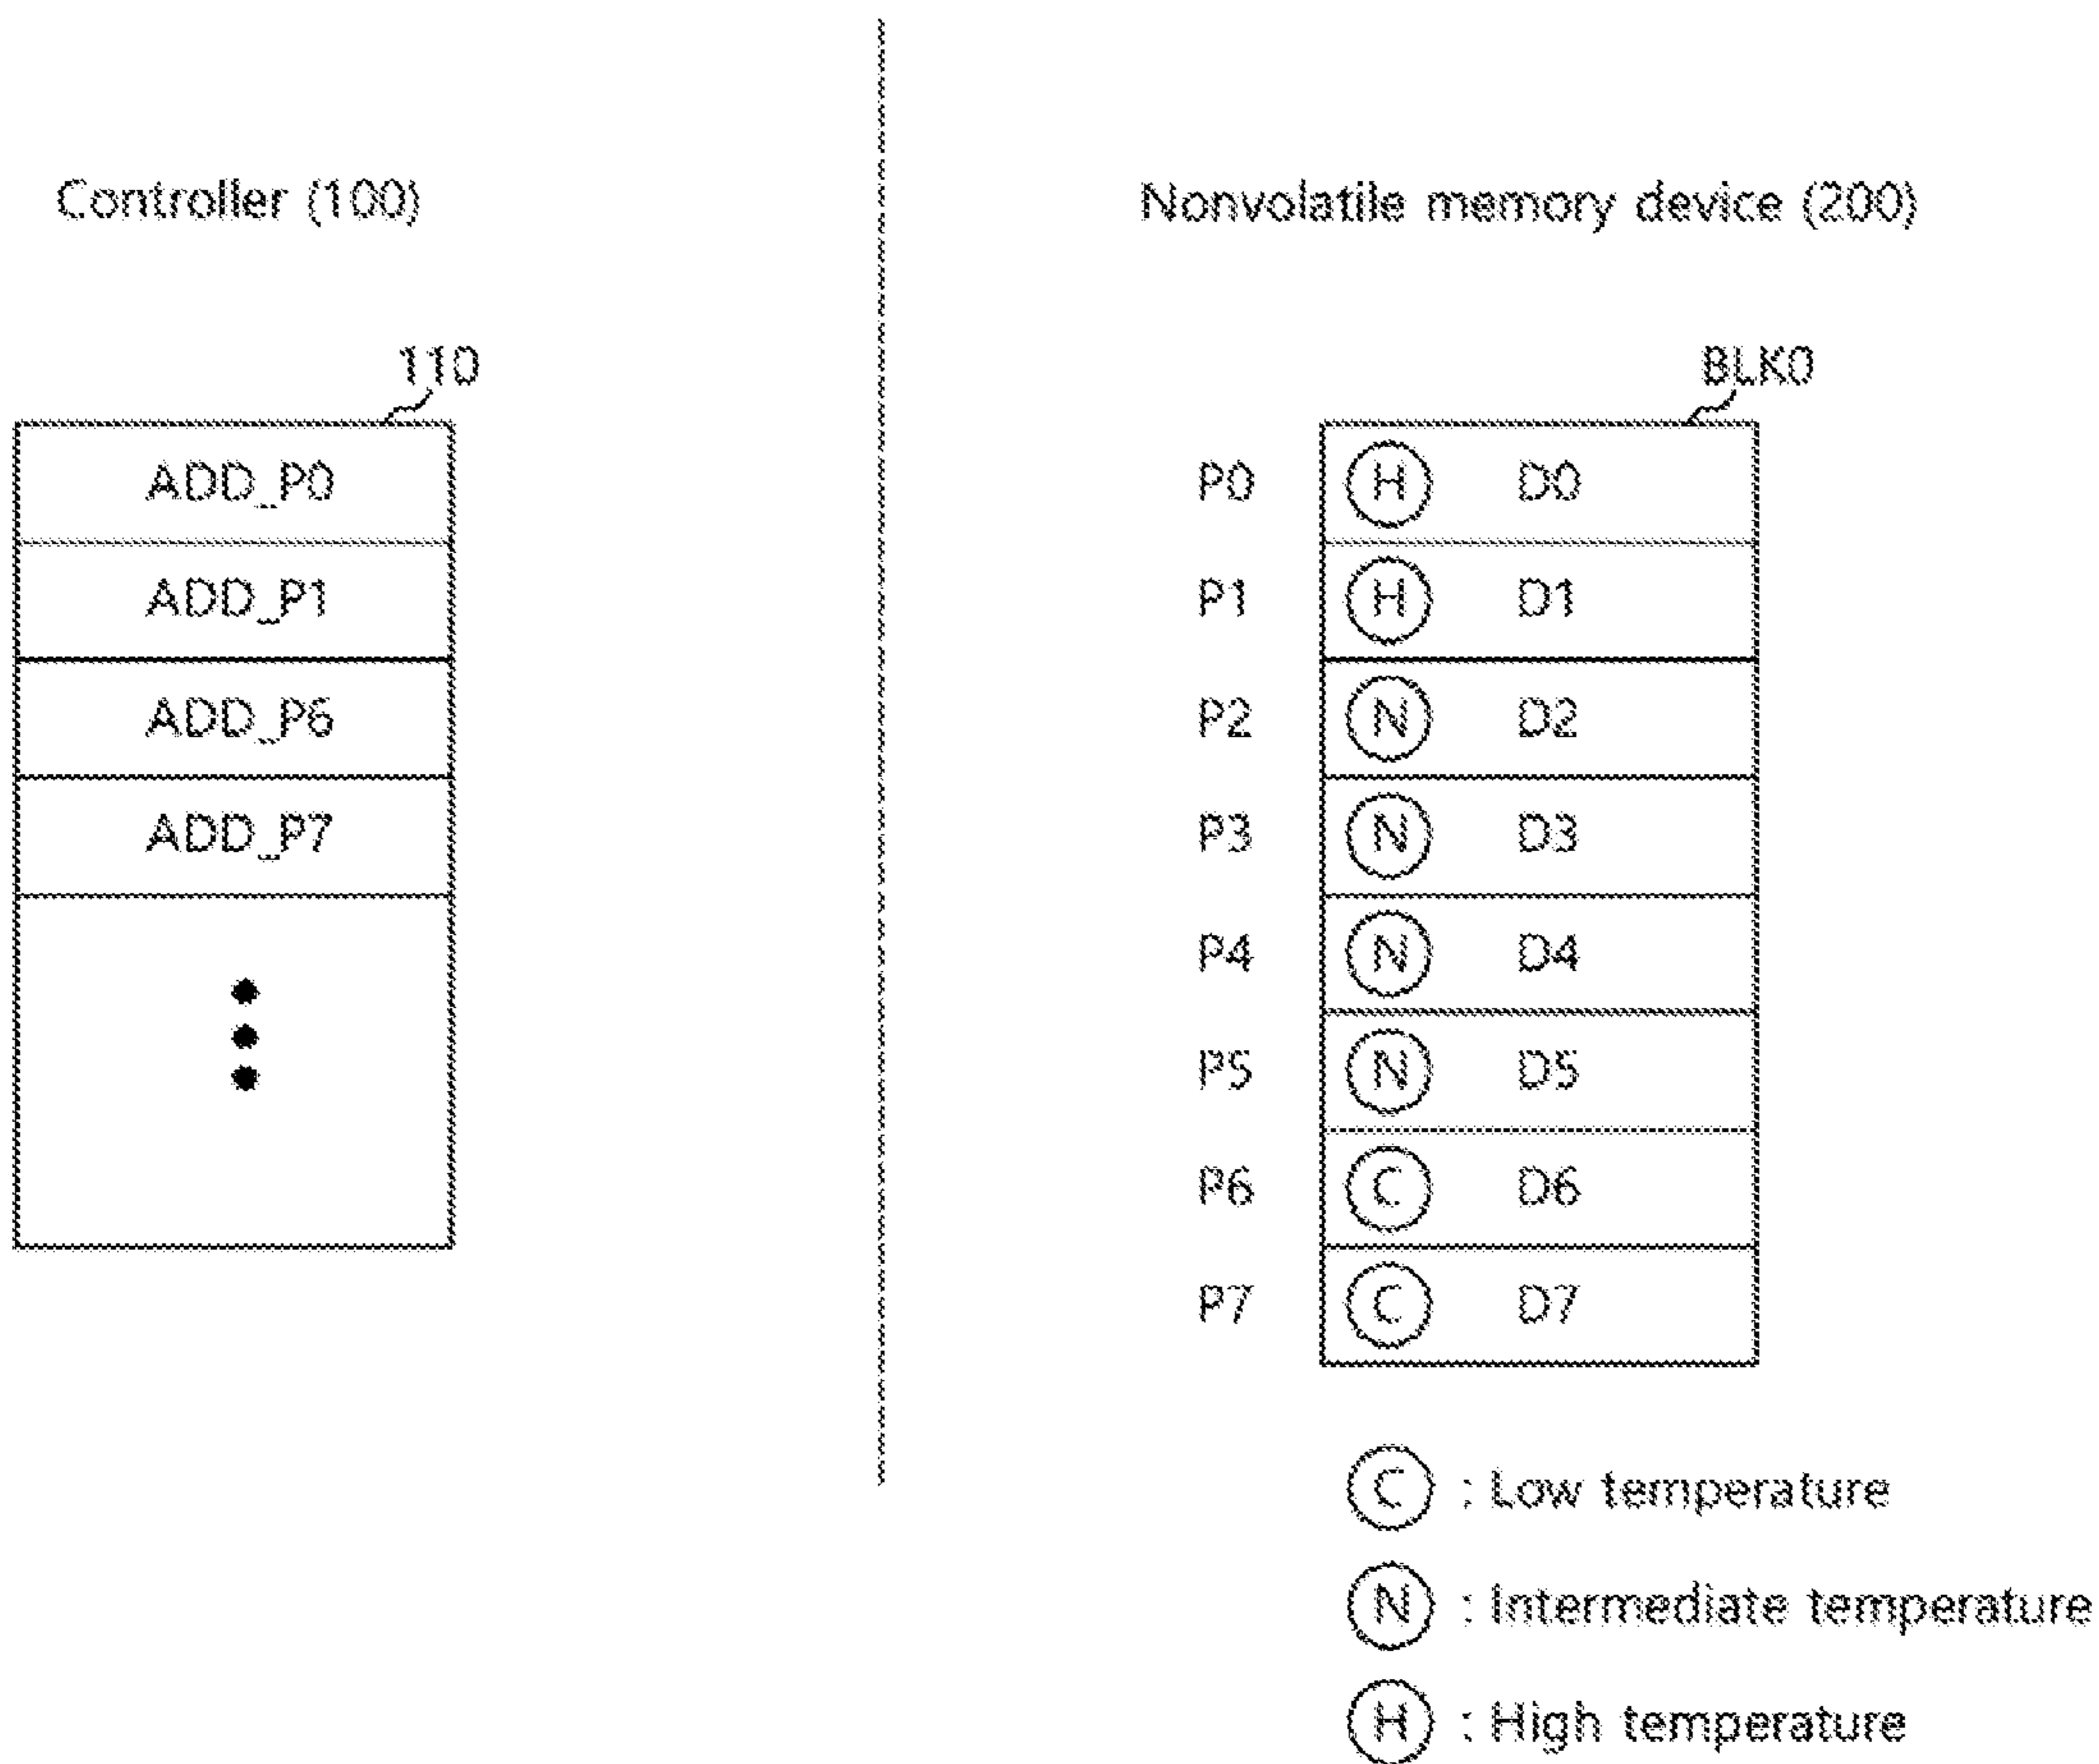 Controller (100)
Nonvolatile memory device (200)
110
ADD_P0
ADD_P1
ADD_P6
ADD_P7
BLK0
P0 H D0
P1 H D1
P2 N D2
P3 N D3
P4 N D4
P5 N D5
P6 C D6
P7 C D7
C : Low temperature
N : Intermediate temperature
H : High temperature